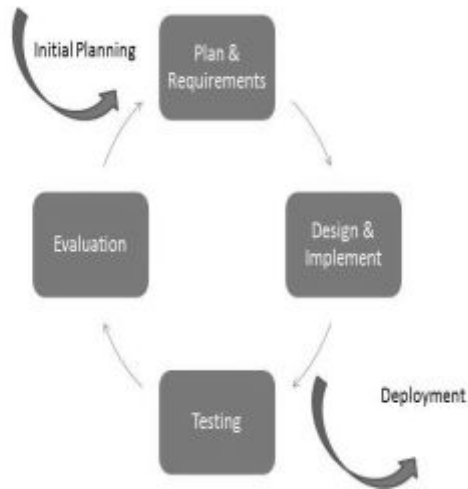 Initial Planning
Plan &
Requirements
Evaluation
Design &
Implement
Testing
Deployment